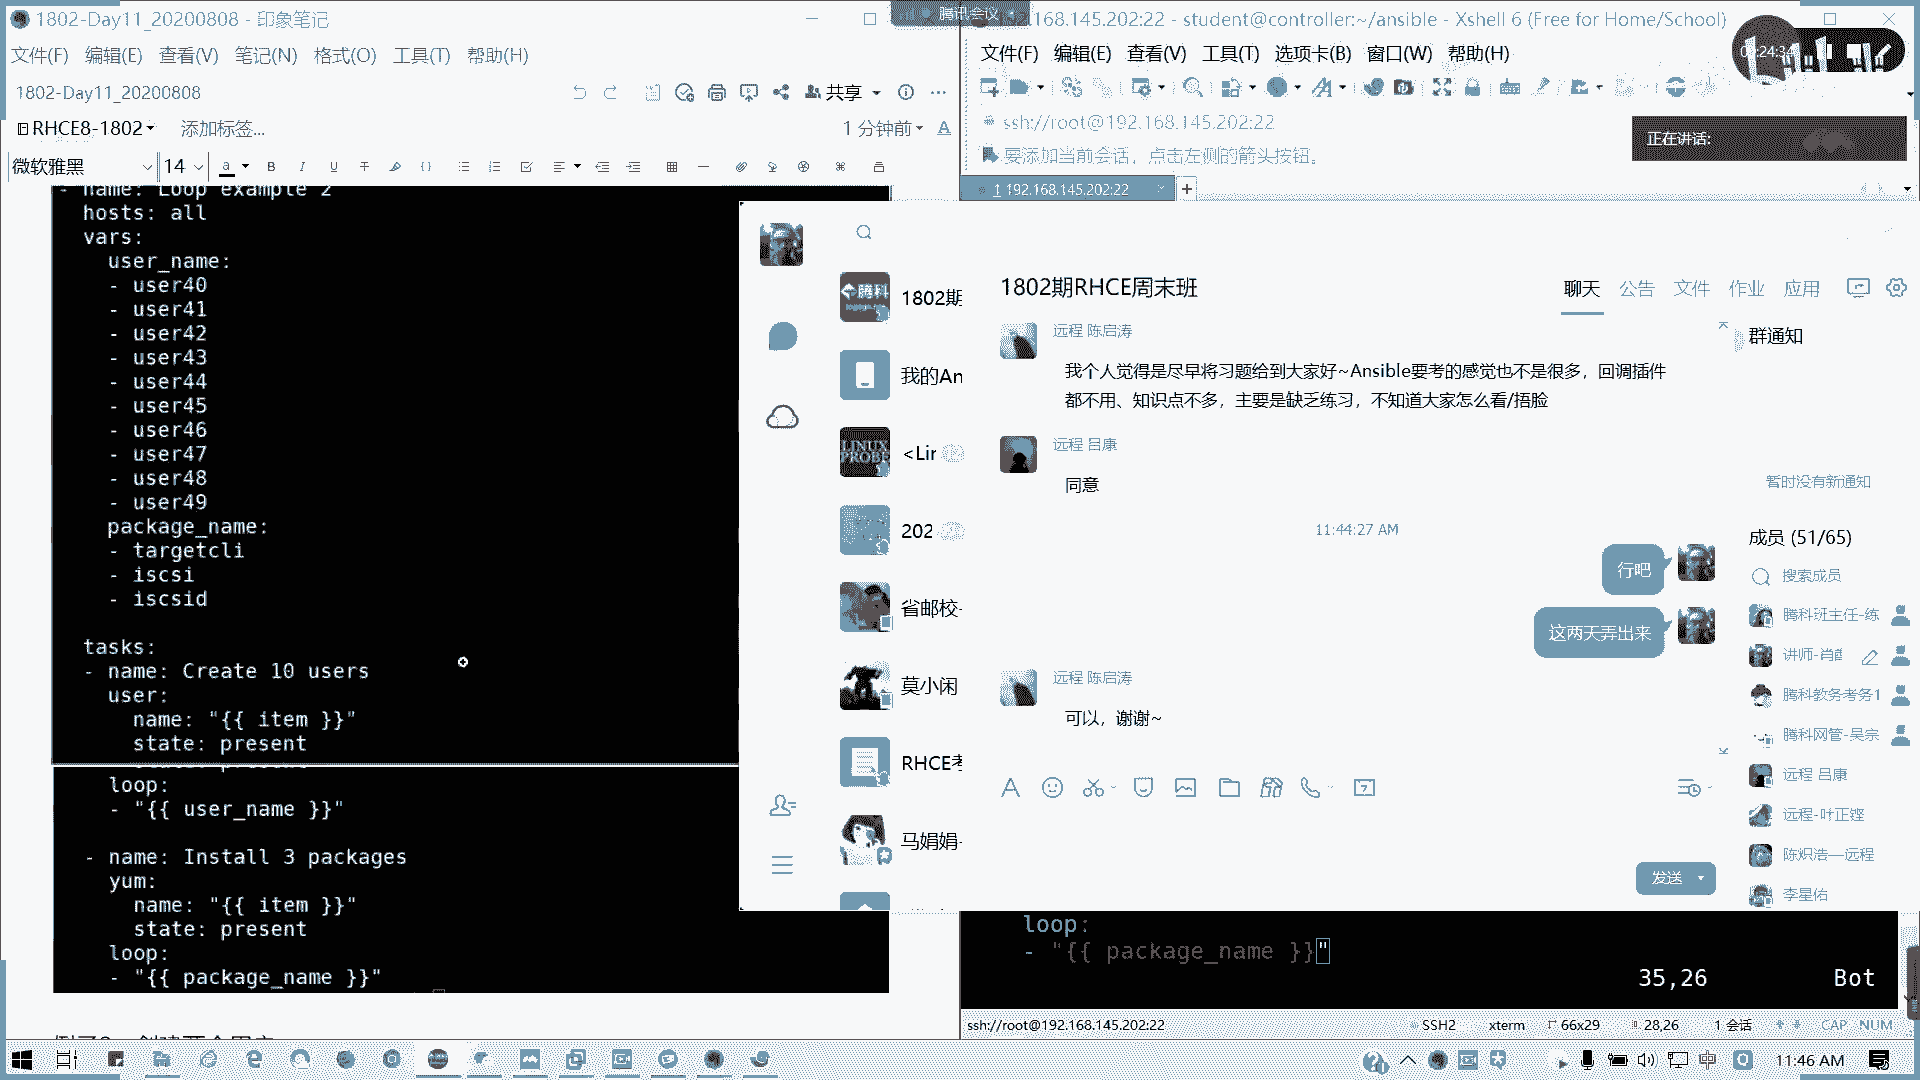 1802-Day11_20200808 - 印象笔记
文件(F) 编辑(E) 查看(V) 笔记(N) 格式(O) 工具(T) 帮助(H)
1802-Day11_20200808
共享
RHCE8-1802
添加标签...
1 分钟前
微软雅黑
14
- name: Loop example 2
hosts: all
vars:
user_name:
- user40
- user41
- user42
- user43
- user44
- user45
- user46
- user47
- user48
- user49
package_name:
- targetcli
- iscsi
- iscsid
tasks:
- name: Create 10 users
user:
name: "{{ item }}"
state: present
loop:
- "{{ user_name }}"
- name: Install 3 packages
yum:
name: "{{ item }}"
state: present
loop:
- "{{ package_name }}"
腾讯会议
.168.145.202:22 - student@controller:~/ansible - Xshell 6 (Free for Home/School)
文件(F) 编辑(E) 查看(V) 工具(T) 选项卡(B) 窗口(W) 帮助(H)
ssh://root@192.168.145.202:22
要添加当前会话，点击左侧的箭头按钮。
正在讲话:
1 192.168.145.202:22
1802期
我的An
<Lin
202
省邮校-
莫小闲
RHCE考
马娟娟-
1802期RHCE周末班
聊天 公告 文件 作业 应用
远程 陈启涛
我个人觉得是尽早将习题给到大家好~Ansible要考的感觉也不是很多，回调插件
都不用、知识点不多，主要是缺乏练习，不知道大家怎么看/捂脸
远程 吕康
同意
11:44:27 AM
行吧
这两天弄出来
远程 陈启涛
可以，谢谢~
发送
群通知
暂时没有新通知
成员 (51/65)
搜索成员
腾科班主任-练
腾科教务考务1
腾科网管-吴宗
远程 吕康
远程-叶正铿
陈炽浩—远程
李星佑
loop:
- "{{ package_name }}"
35,26 Bot
ssh://root@192.168.145.202:22
SSH2
xterm
66x29
28,26
1 会话
CAP NUM
中
11:46 AM